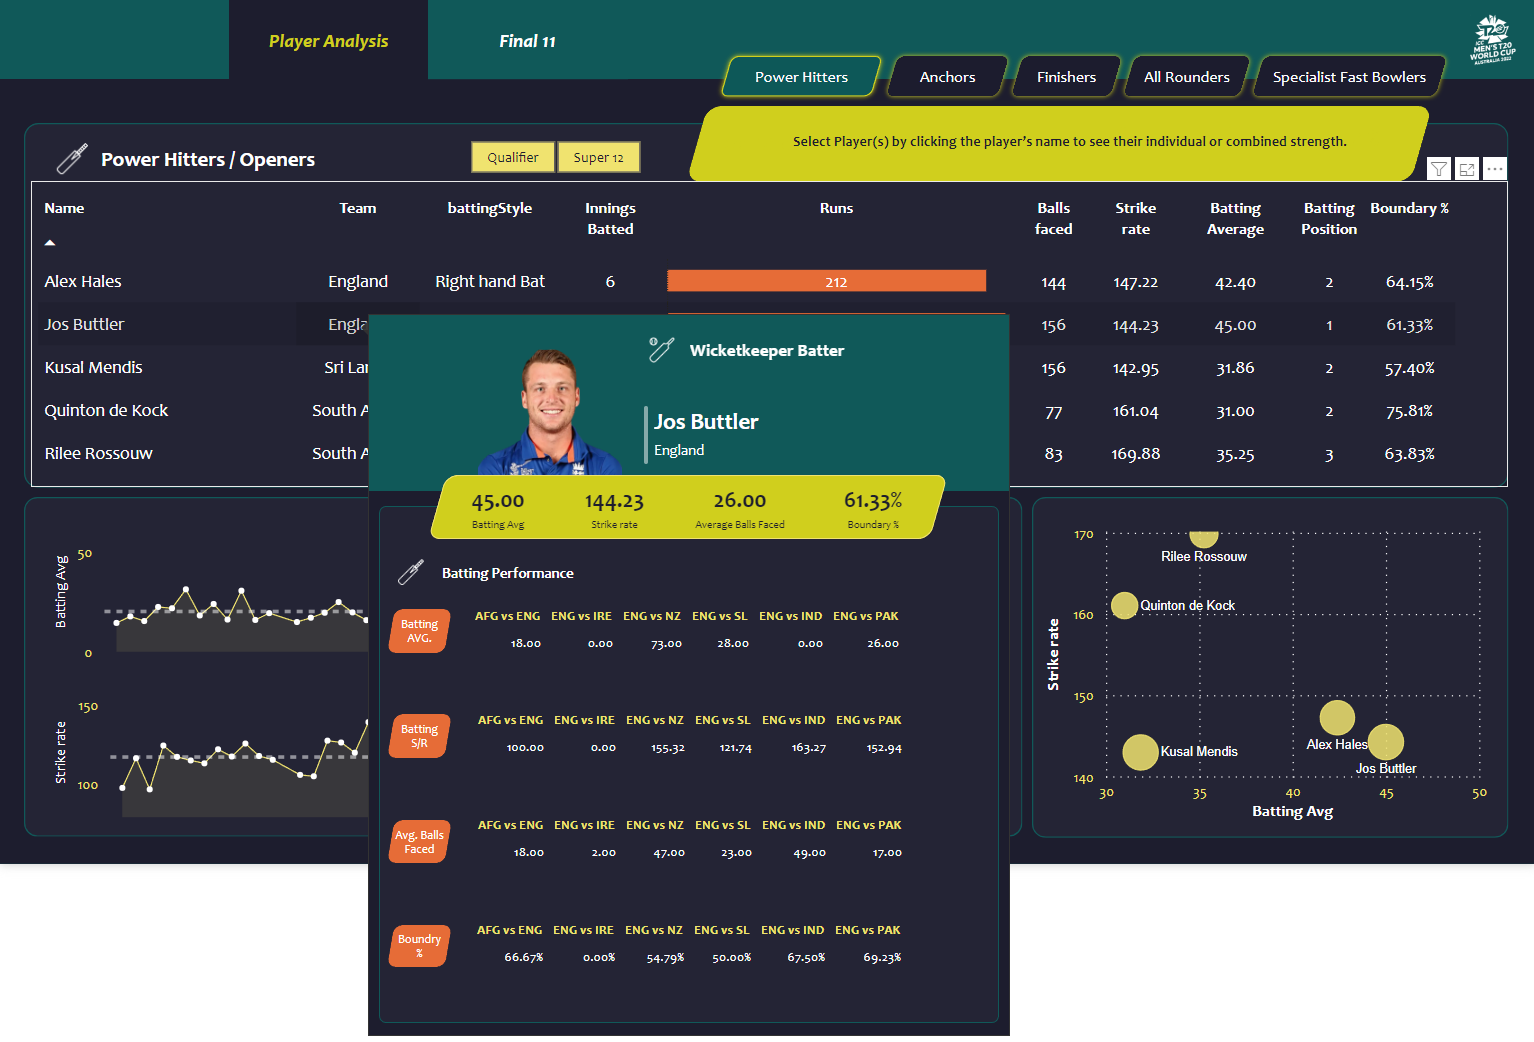 Player Analysis
Final 11
ICC
MEN'S T20
WORLD CUP
AUSTRALIA 2022
Power Hitters
Anchors
Finishers
All Rounders
Specialist Fast Bowlers
Select Player(s) by clicking the player's name to see their individual or combined strength.
Power Hitters / Openers
Qualifier
Super 12
Name Team battingStyle Innings Batted Runs Balls faced Strike rate Batting Average Batting Position Boundary %
Alex Hales England Right hand Bat 6 212 144 147.22 42.40 2 64.15%
Jos Buttler Engla 156 144.23 45.00 1 61.33%
Kusal Mendis Sri Lar 156 142.95 31.86 2 57.40%
Quinton de Kock South A 77 161.04 31.00 2 75.81%
Rilee Rossouw South A 83 169.88 35.25 3 63.83%
Wicketkeeper Batter
Jos Buttler
England
45.00 144.23 26.00 61.33%
Batting Avg Strike rate Average Balls Faced Boundary %
Batting Performance
Batting AVG.
AFG vs ENG ENG vs IRE ENG vs NZ ENG vs SL ENG vs IND ENG vs PAK
18.00 0.00 73.00 28.00 0.00 26.00
Batting S/R
AFG vs ENG ENG vs IRE ENG vs NZ ENG vs SL ENG vs IND ENG vs PAK
100.00 0.00 155.32 121.74 163.27 152.94
Avg. Balls Faced
AFG vs ENG ENG vs IRE ENG vs NZ ENG vs SL ENG vs IND ENG vs PAK
18.00 2.00 47.00 23.00 49.00 17.00
Boundry %
AFG vs ENG ENG vs IRE ENG vs NZ ENG vs SL ENG vs IND ENG vs PAK
66.67% 0.00% 54.79% 50.00% 67.50% 69.23%
Batting Avg
50
0
Strike rate
150
100
Strike rate
170
160
150
140
Rilee Rossouw
Quinton de Kock
Kusal Mendis
Alex Hales
Jos Buttler
30 35 40 45 50
Batting Avg